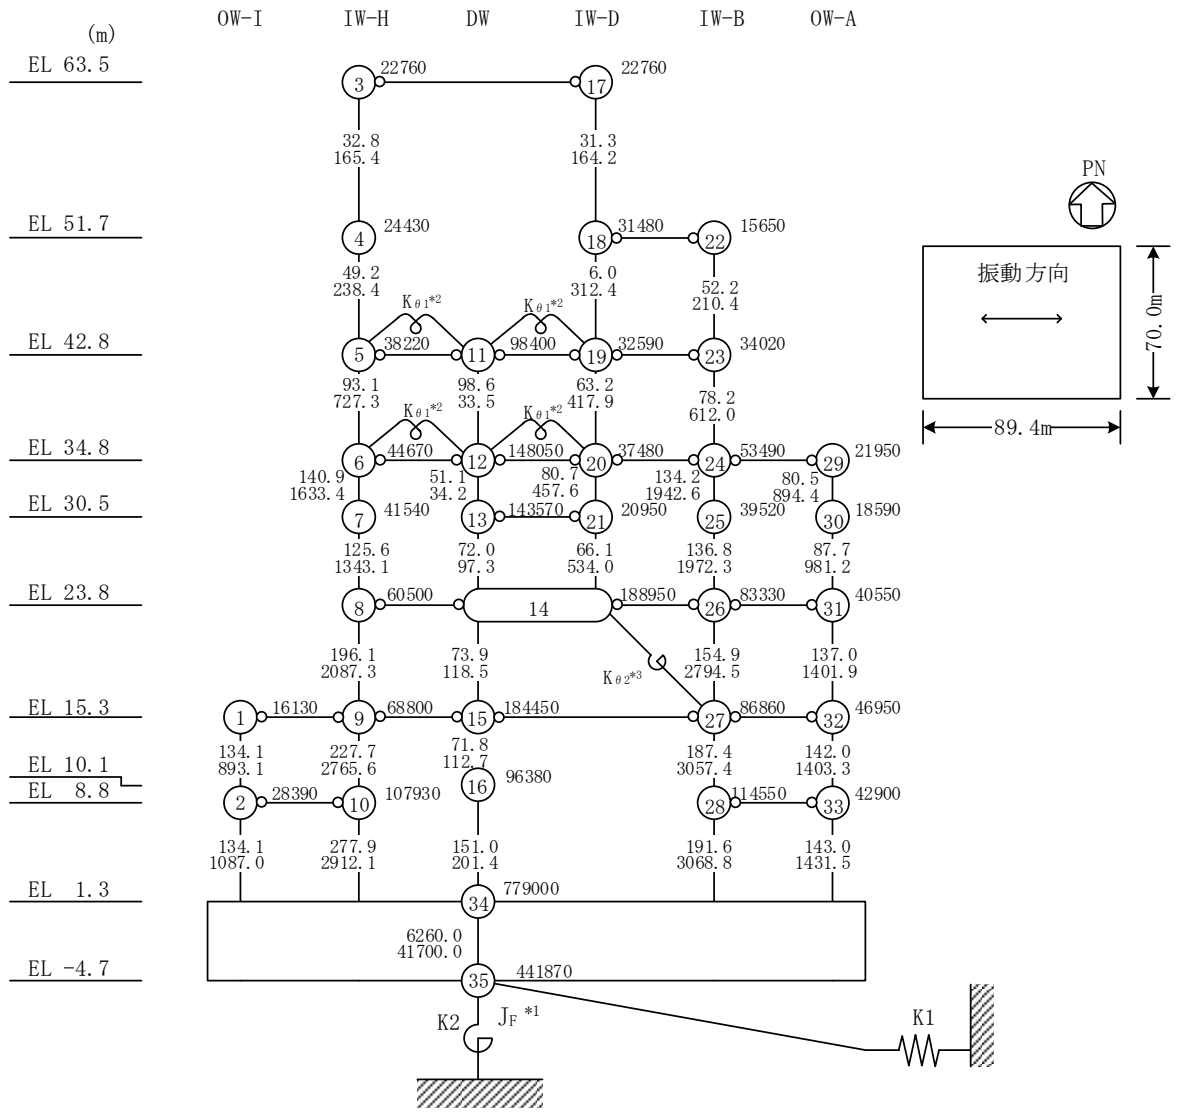 OW-I IW-H DW IW-D IW-B OW-A
(m)
EL 63.5
3 22760 17 22760
32.8 31.3
165.4 164.2
PN
EL 51.7
4 24430 18 31480 22 15650
振動方向
49.2 6.0 52.2
238.4 312.4 210.4
Kθ1*2 Kθ1*2
70.0m
EL 42.8
5 38220 11 98400 19 32590 23 34020
93.1 98.6 63.2 78.2
727.3 33.5 417.9 612.0
Kθ1*2 Kθ1*2
89.4m
EL 34.8
6 44670 12 148050 20 37480 24 53490 29 21950
140.9 51.1 80.7 134.2 80.5
1633.4 34.2 457.6 1942.6 894.4
EL 30.5
7 41540 13 143570 21 20950 25 39520 30 18590
125.6 72.0 66.1 136.8 87.7
1343.1 97.3 534.0 1972.3 981.2
EL 23.8
8 60500 14 188950 26 83330 31 40550
196.1 73.9 154.9 137.0
2087.3 118.5 2794.5 1401.9
Kθ2*3
EL 15.3
1 16130 9 68800 15 184450 27 86860 32 46950
134.1 227.7 71.8 187.4 142.0
893.1 2765.6 112.7 3057.4 1403.3
EL 10.1
16 96380
EL 8.8
2 28390 10 107930 28 114550 33 42900
134.1 277.9 151.0 191.6 143.0
1087.0 2912.1 201.4 3068.8 1431.5
EL 1.3
34 779000
6260.0
41700.0
EL -4.7
35 441870
K2 JF *1 K1